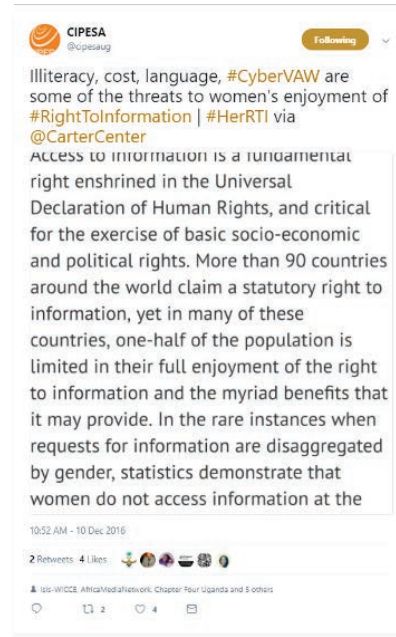 CIPESA
@cipesaug
Following
Illiteracy, cost, language, #CyberVAW are
some of the threats to women's enjoyment of
#RightToInformation | #HerRTI via
@CarterCenter
Access to information is a fundamental
right enshrined in the Universal
Declaration of Human Rights, and critical
for the exercise of basic socio-economic
and political rights. More than 90 countries
around the world claim a statutory right to
information, yet in many of these
countries, one-half of the population is
limited in their full enjoyment of the right
to information and the myriad benefits that
it may provide. In the rare instances when
requests for information are disaggregated
by gender, statistics demonstrate that
women do not access information at the
10:52 AM - 10 Dec 2016
2 Retweets 4 Likes
Isis-WICCE, AfricaMediaNetwork, Chapter Four Uganda and 5 others
2 4